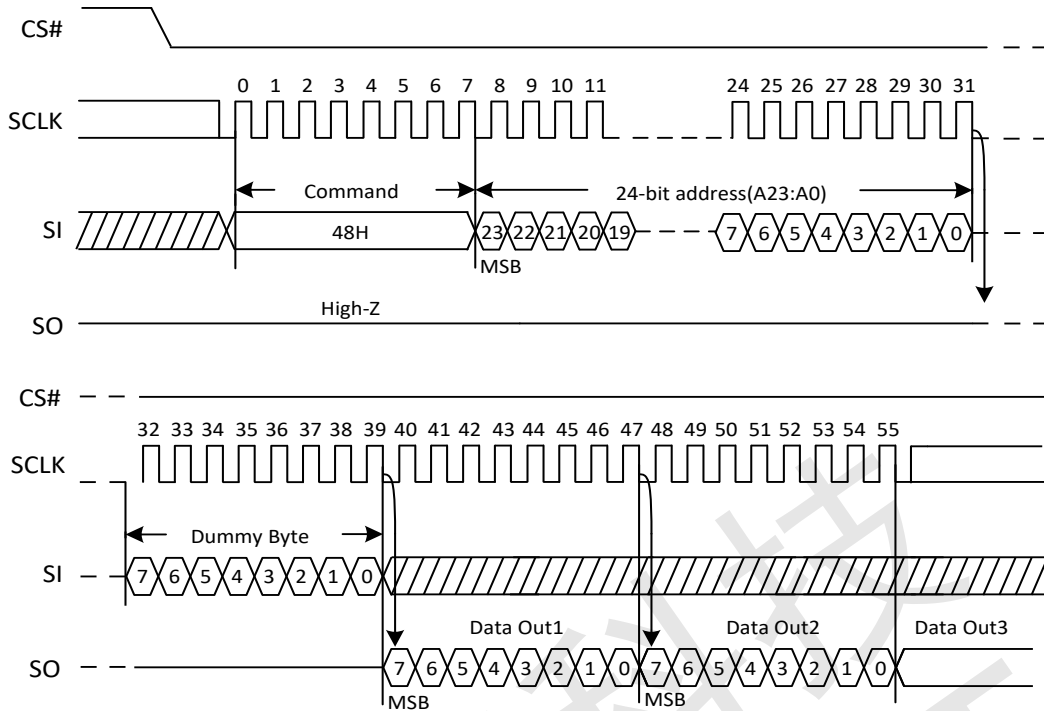 CS#
0 1 2 3 4 5 6 7 8 9 10 11 24 25 26 27 28 29 30 31
SCLK
Command 24-bit address(A23:A0)
SI 48H 23 22 21 20 19 7 6 5 4 3 2 1 0
MSB
High-Z
SO
CS#
32 33 34 35 36 37 38 39 40 41 42 43 44 45 46 47 48 49 50 51 52 53 54 55
SCLK
Dummy Byte
SI 7 6 5 4 3 2 1 0
Data Out1 Data Out2 Data Out3
SO 7 6 5 4 3 2 1 0 7 6 5 4 3 2 1 0
MSB MSB
科技